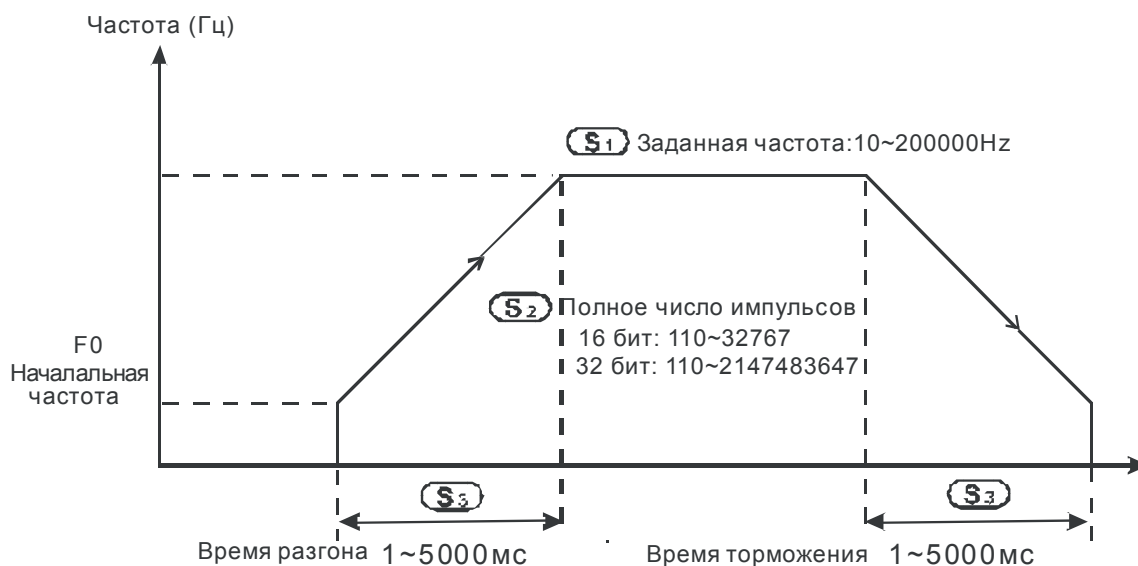 Частота (Гц)
S1 Заданная частота:10~200000Hz
S2 Полное число импульсов
16 бит: 110~32767
32 бит: 110~2147483647
F0
Началальная
частота
S3
S3
Время разгона 1~5000мс
Время торможения 1~5000мс